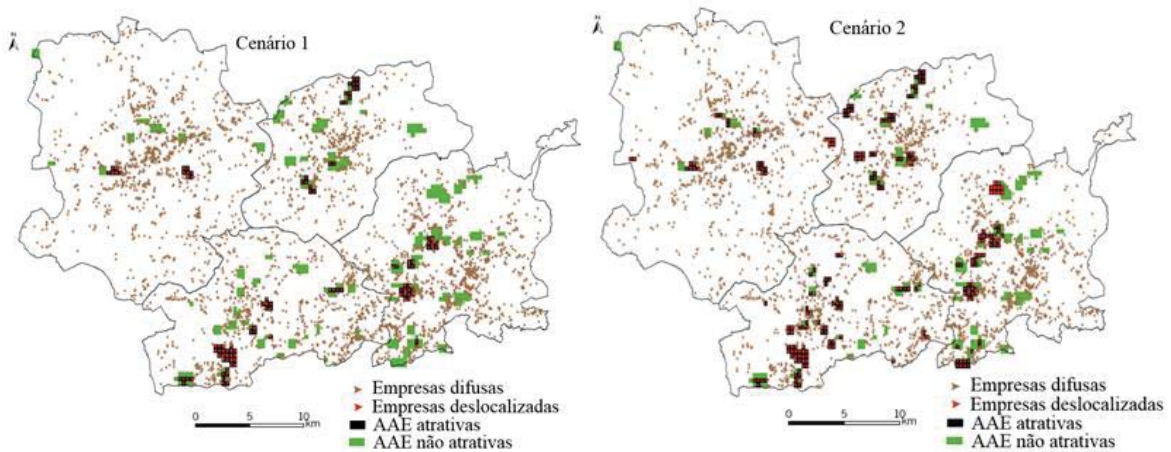 N
Cenário 1
Empresas difusas
Empresas deslocalizadas
AAE atrativas
AAE não atrativas
0 5 10
km
N
Cenário 2
Empresas difusas
Empresas deslocalizadas
AAE atrativas
AAE não atrativas
0 5 10
km